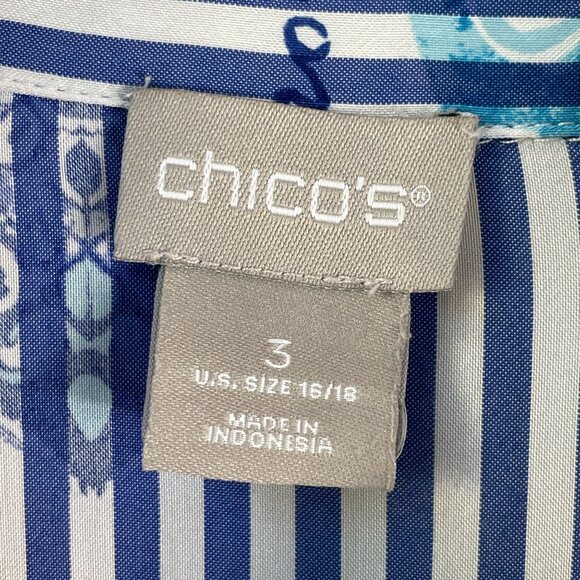 chico's®
3
U.S. SIZE 16/18
MADE IN
INDONESIA